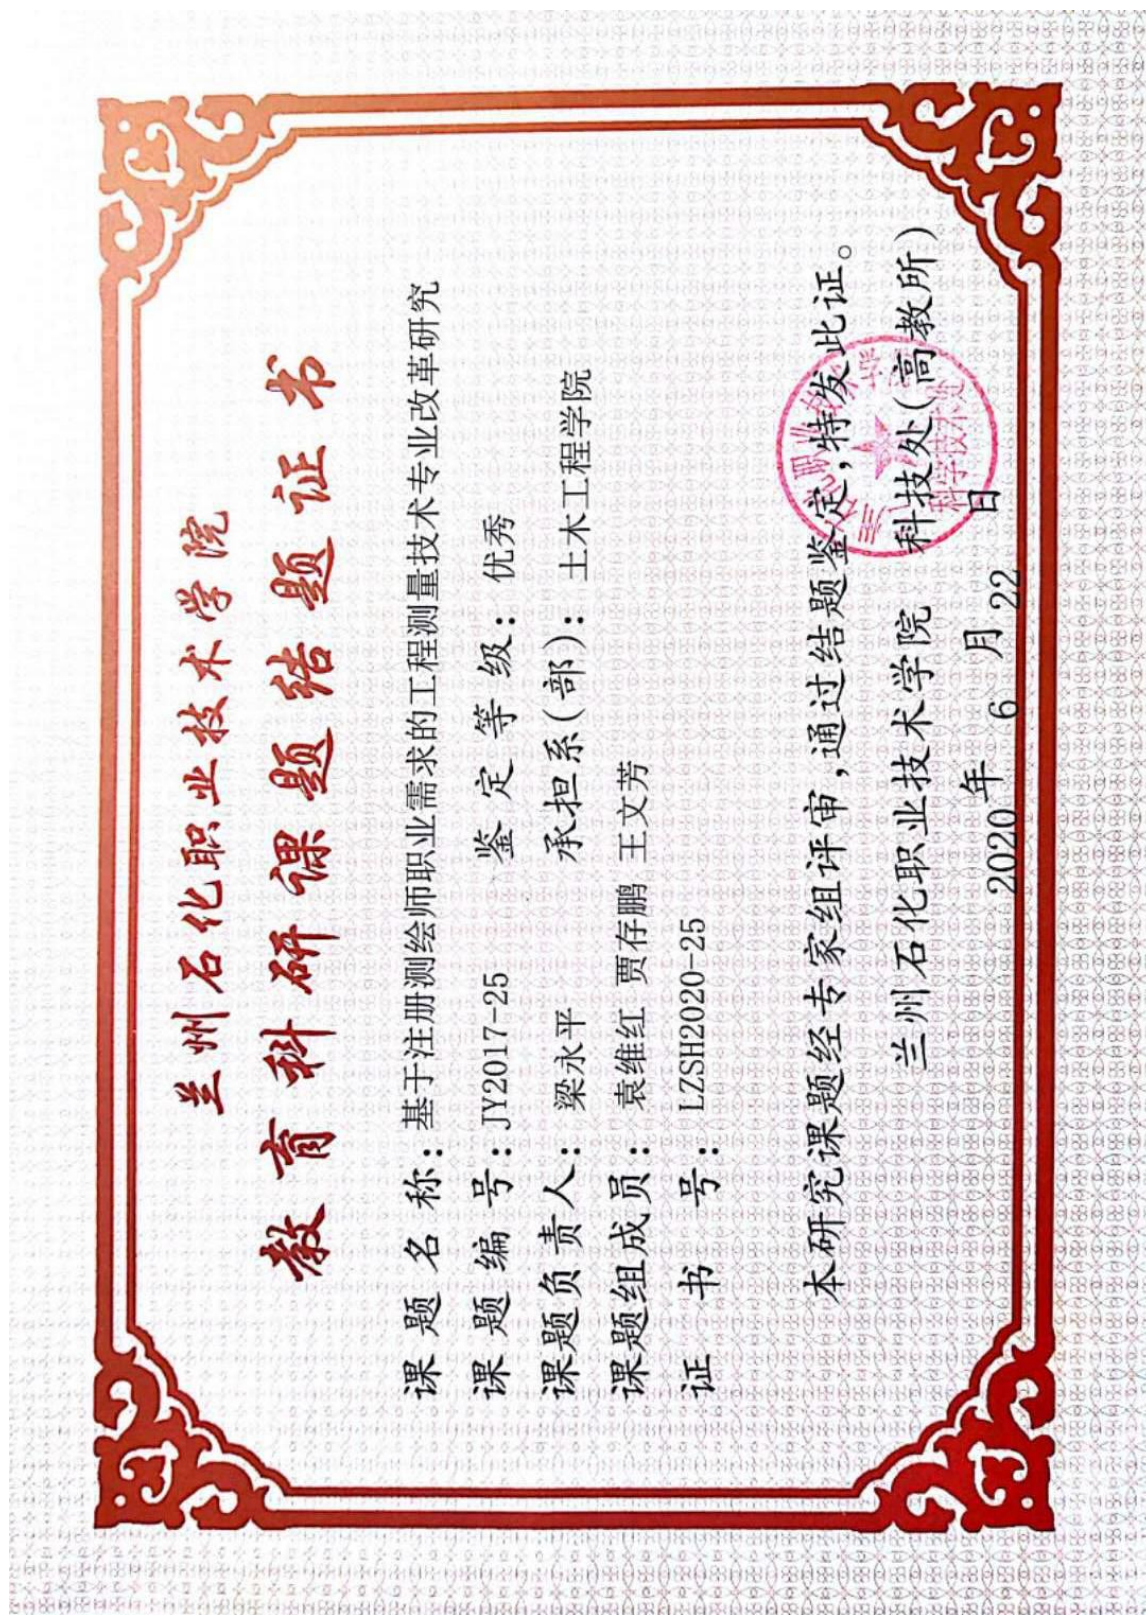 兰州石化职业技术学院
教育科研课题结题证书
课题名称：基于注册测绘师职业需求的工程测量技术专业改革研究
课题编号：JY2017-25 鉴定等级：优秀
课题负责人：梁永平 承担系(部)：土木工程学院
课题组成员：袁维红 贾存鹏 王文芳
证书号：LZSH2020-25
本研究课题经专家组评审,通过结题鉴定,特发此证。
兰州石化职业技术学院 科技处(高教所)
2020年6月22日
科学技术处